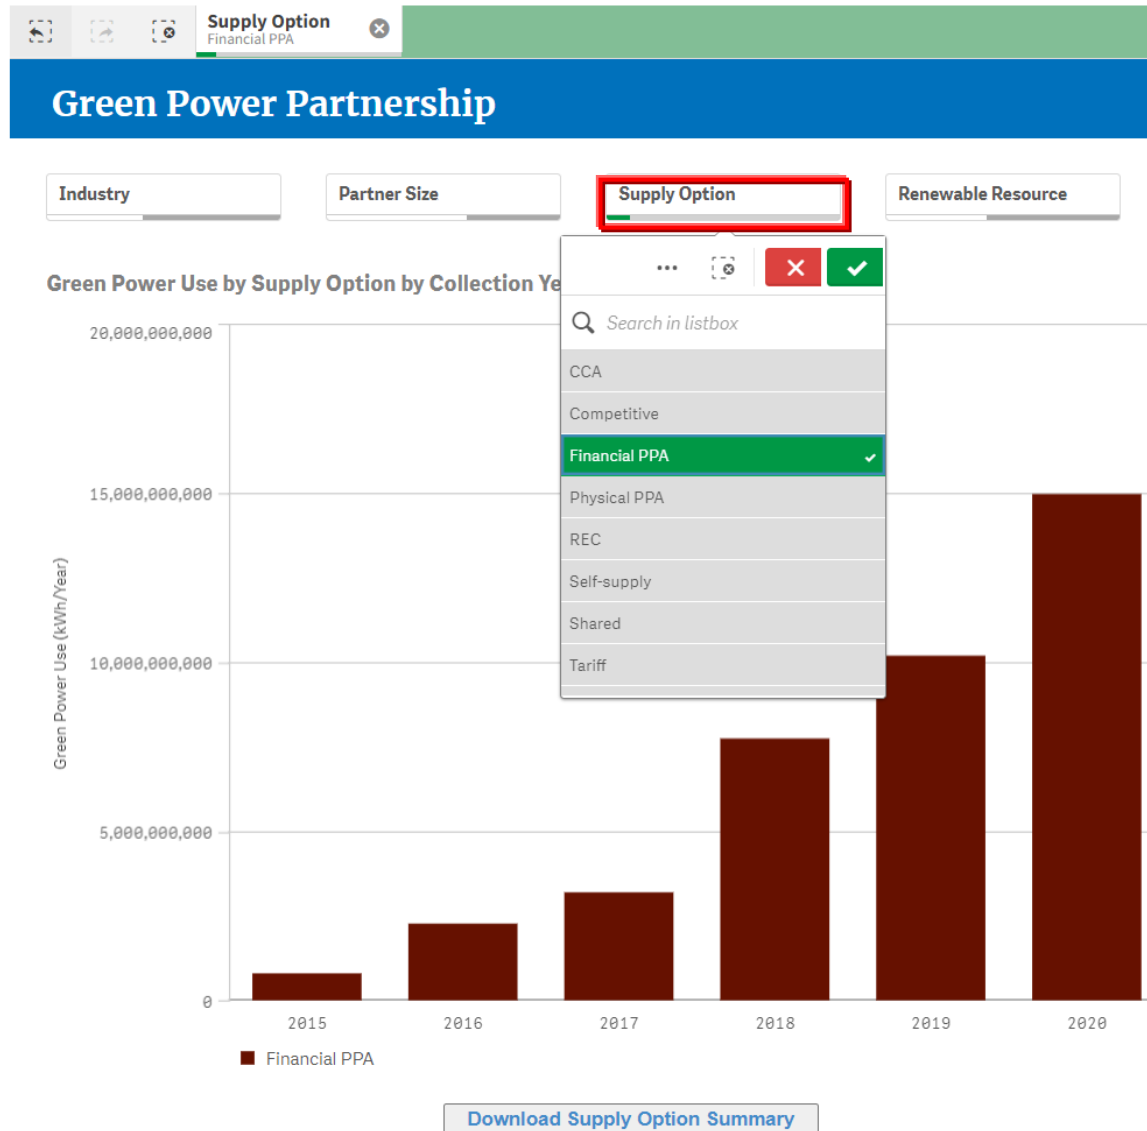 Supply Option
Financial PPA
Green Power Partnership
Industry
Partner Size
Supply Option
Renewable Resource
Green Power Use by Supply Option by Collection Ye
Search in listbox
CCA
Competitive
Financial PPA
Physical PPA
REC
Self-supply
Shared
Tariff
Green Power Use (kWh/Year)
20,000,000,000
15,000,000,000
10,000,000,000
5,000,000,000
0
2015 2016 2017 2018 2019 2020
Financial PPA
Download Supply Option Summary